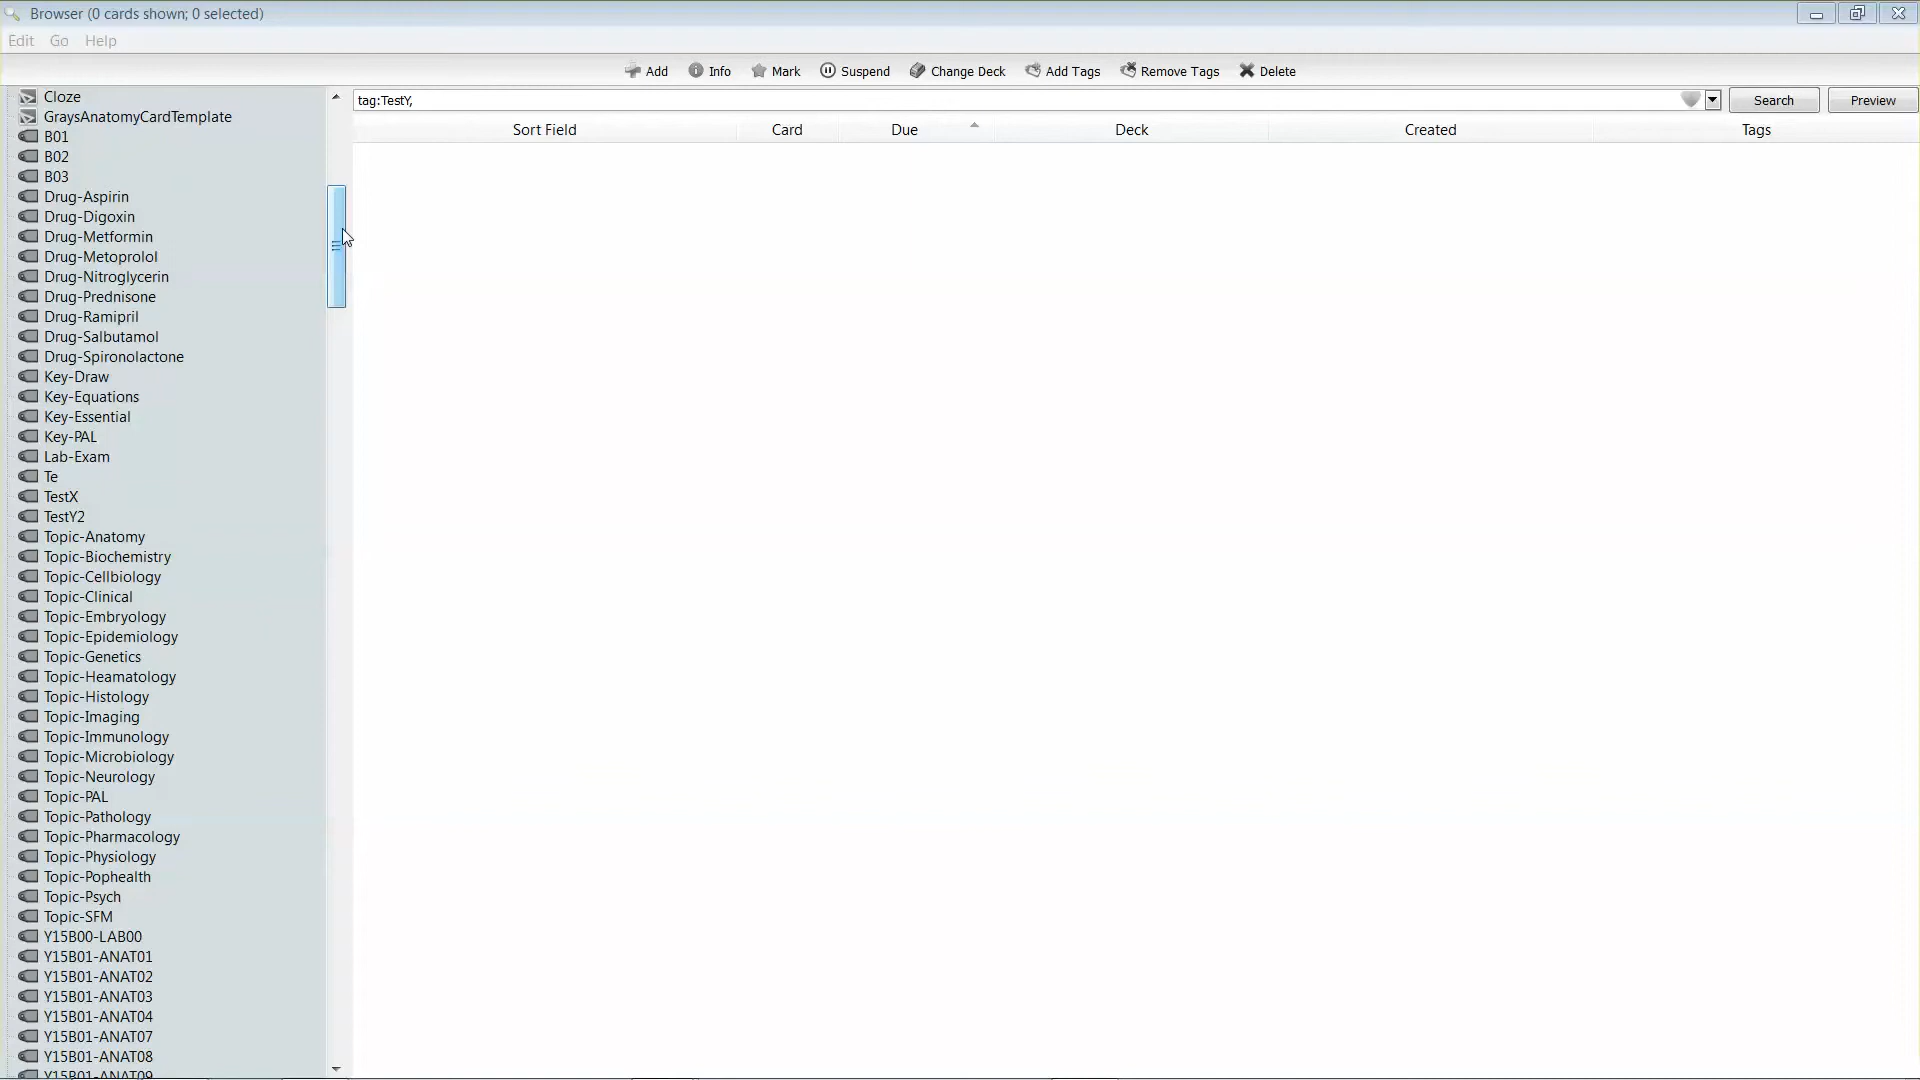 Browser (0 cards shown; 0 selected)
Edit Go Help
Add Info Mark Suspend Change Deck Add Tags Remove Tags Delete
tag:TestY, Search Preview
Sort Field Card Due Deck Created Tags
Cloze
GraysAnatomyCardTemplate
B01
B02
B03
Drug-Aspirin
Drug-Digoxin
Drug-Metformin
Drug-Metoprolol
Drug-Nitroglycerin
Drug-Prednisone
Drug-Ramipril
Drug-Salbutamol
Drug-Spironolactone
Key-Draw
Key-Equations
Key-Essential
Key-PAL
Lab-Exam
Te
TestX
TestY2
Topic-Anatomy
Topic-Biochemistry
Topic-Cellbiology
Topic-Clinical
Topic-Embryology
Topic-Epidemiology
Topic-Genetics
Topic-Heamatology
Topic-Histology
Topic-Imaging
Topic-Immunology
Topic-Microbiology
Topic-Neurology
Topic-PAL
Topic-Pathology
Topic-Pharmacology
Topic-Physiology
Topic-Pophealth
Topic-Psych
Topic-SFM
Y15B00-LAB00
Y15B01-ANAT01
Y15B01-ANAT02
Y15B01-ANAT03
Y15B01-ANAT04
Y15B01-ANAT07
Y15B01-ANAT08
Y15B01-ANAT09